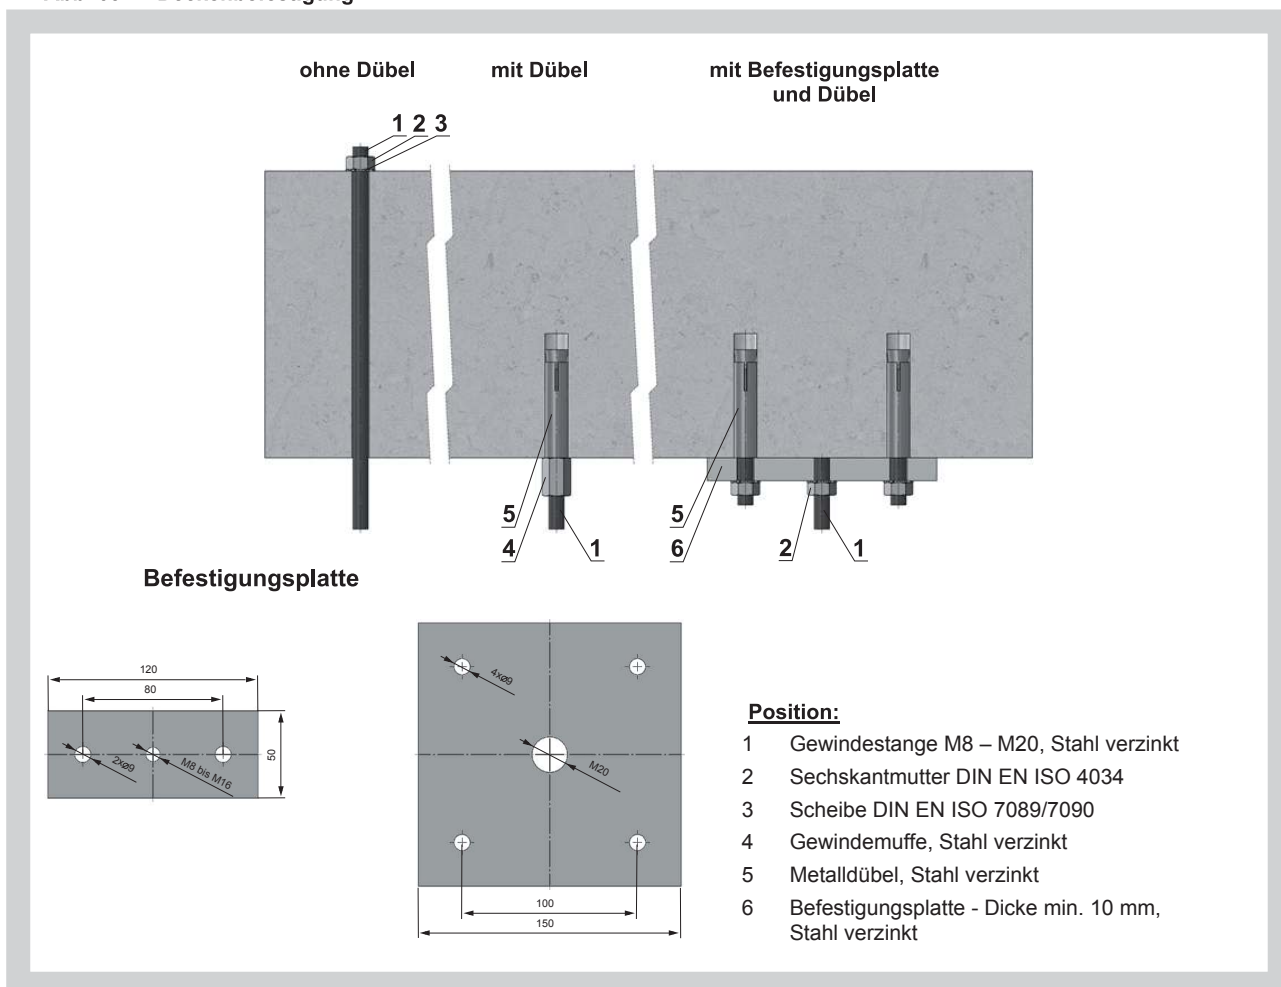 ohne Dübel
mit Dübel
mit Befestigungsplatte
und Dübel
1 2 3
5
4
1
5
6
2
1
Befestigungsplatte
120
80
50
2xø9
M8 bis M16
4xø9
M20
100
150
Position:
1 Gewindestange M8 – M20, Stahl verzinkt
2 Sechskantmutter DIN EN ISO 4034
3 Scheibe DIN EN ISO 7089/7090
4 Gewindemuffe, Stahl verzinkt
5 Metalldübel, Stahl verzinkt
6 Befestigungsplatte - Dicke min. 10 mm,
Stahl verzinkt